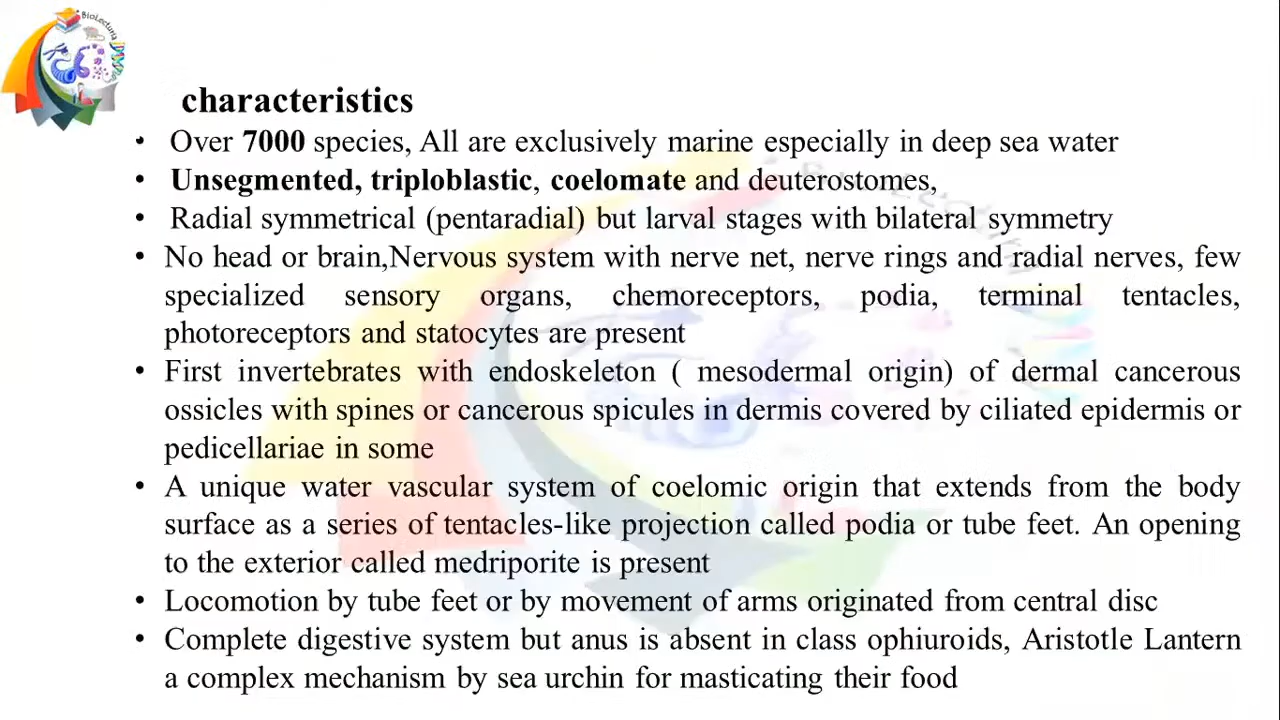 BioLectura
characteristics
• Over 7000 species, All are exclusively marine especially in deep sea water
• Unsegmented, triploblastic, coelomate and deuterostomes,
• Radial symmetrical (pentaradial) but larval stages with bilateral symmetry
• No head or brain,Nervous system with nerve net, nerve rings and radial nerves, few
specialized sensory organs, chemoreceptors, podia, terminal tentacles,
photoreceptors and statocytes are present
• First invertebrates with endoskeleton ( mesodermal origin) of dermal cancerous
ossicles with spines or cancerous spicules in dermis covered by ciliated epidermis or
pedicellariae in some
• A unique water vascular system of coelomic origin that extends from the body
surface as a series of tentacles-like projection called podia or tube feet. An opening
to the exterior called medriporite is present
• Locomotion by tube feet or by movement of arms originated from central disc
• Complete digestive system but anus is absent in class ophiuroids, Aristotle Lantern
a complex mechanism by sea urchin for masticating their food